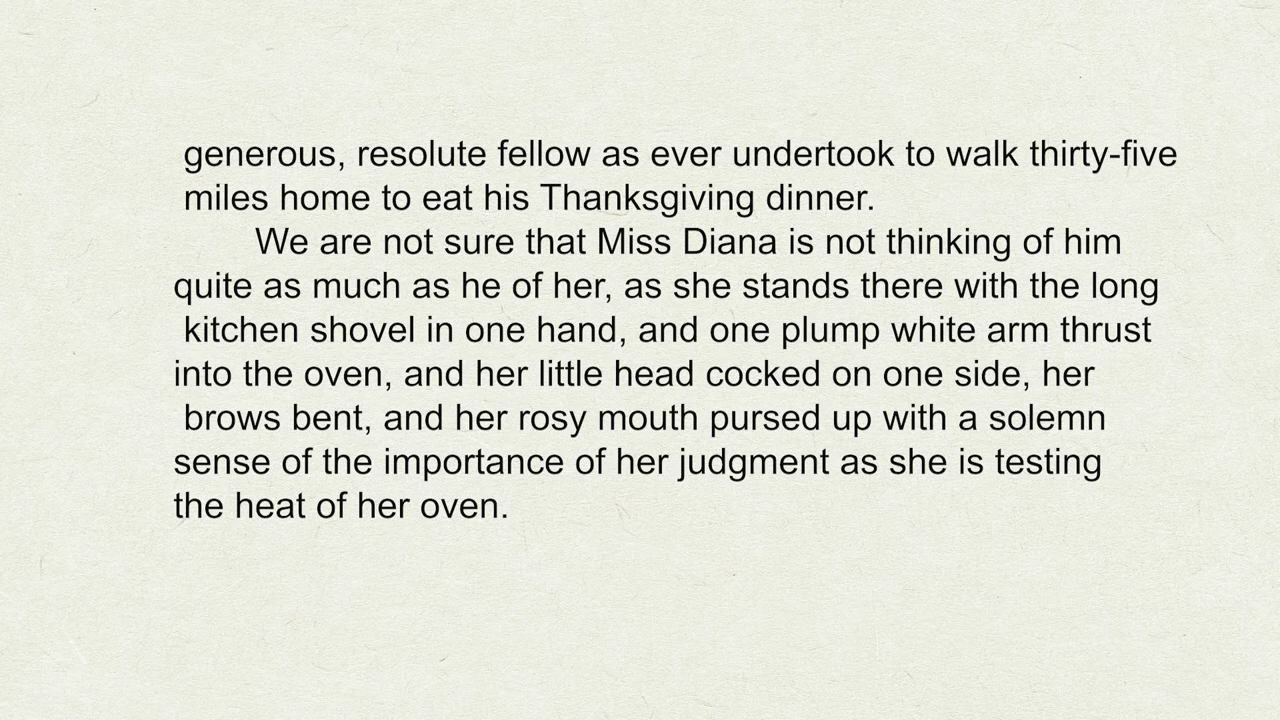 generous, resolute fellow as ever undertook to walk thirty-five
miles home to eat his Thanksgiving dinner.
We are not sure that Miss Diana is not thinking of him
quite as much as he of her, as she stands there with the long
kitchen shovel in one hand, and one plump white arm thrust
into the oven, and her little head cocked on one side, her
brows bent, and her rosy mouth pursed up with a solemn
sense of the importance of her judgment as she is testing
the heat of her oven.